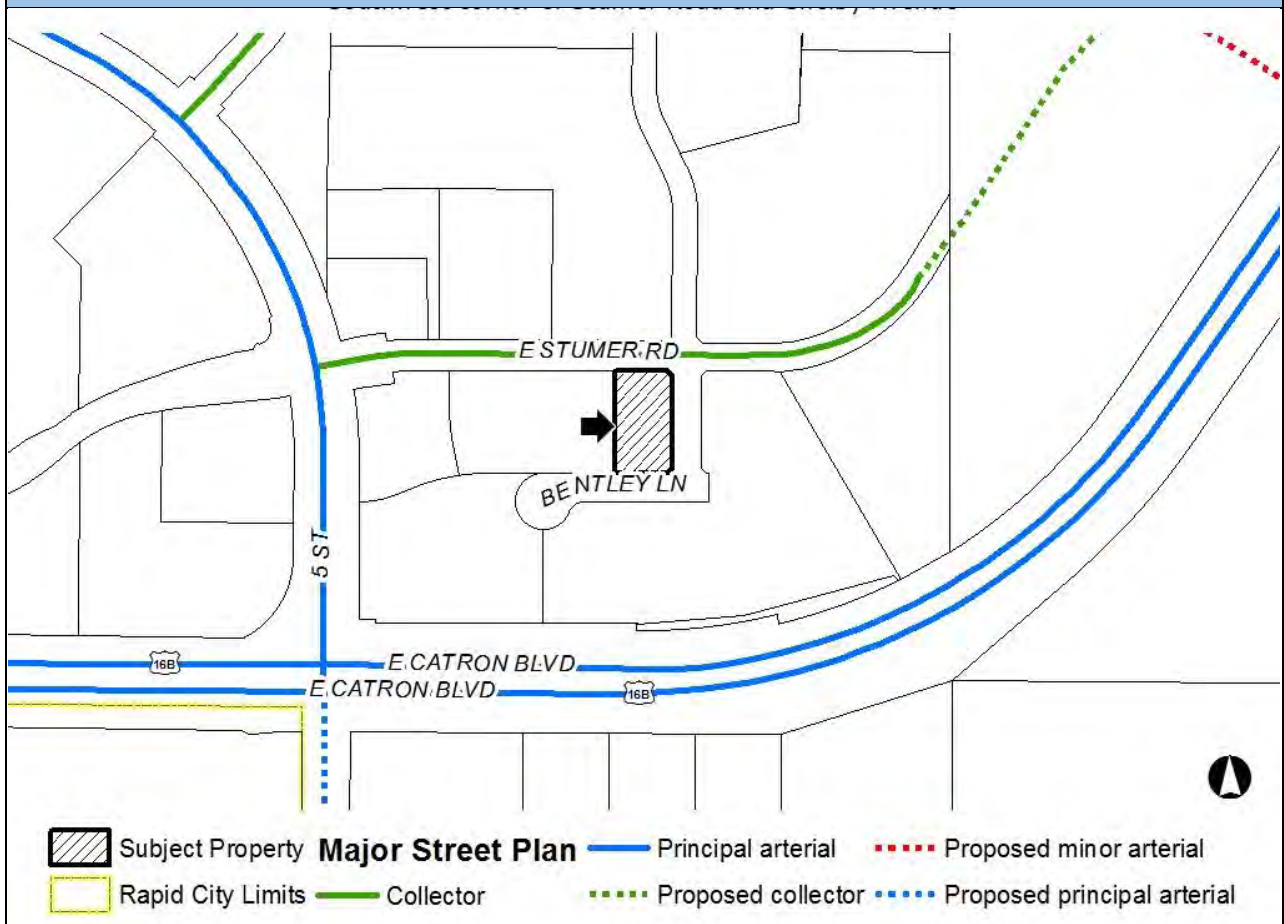 E STUMER RD
BENTLEY LN
5 ST
16B
E CATRON BLVD
E CATRON BLVD
16B
Subject Property Major Street Plan Principal arterial Proposed minor arterial
Rapid City Limits Collector Proposed collector Proposed principal arterial